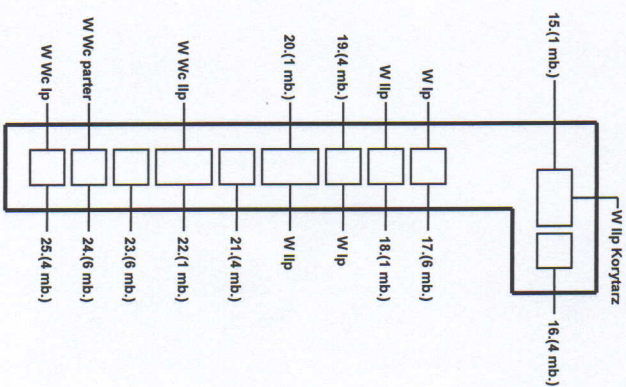 W IIp Korytarz
16.(4 mb.)
17.(6 mb.)
18.(1 mb.)
W Ip
W IIp
21.(4 mb.)
22.(1 mb.)
23.(6 mb.)
24.(6 mb.)
25.(4 mb.)
15.(1 mb.)
W Ip
W IIp
19.(4 mb.)
20.(1 mb.)
W Wc IIp
W Wc parter
W Wc Ip